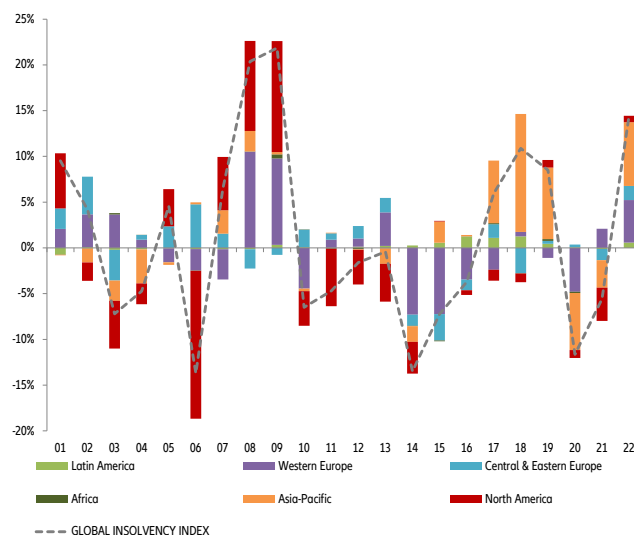 25%
20%
15%
10%
5%
0%
-5%
-10%
-15%
-20%
01 02 03 04 05 06 07 08 09 10 11 12 13 14 15 16 17 18 19 20 21 22
Latin America Western Europe Central & Eastern Europe
Africa Asia-Pacific North America
GLOBAL INSOLVENCY INDEX